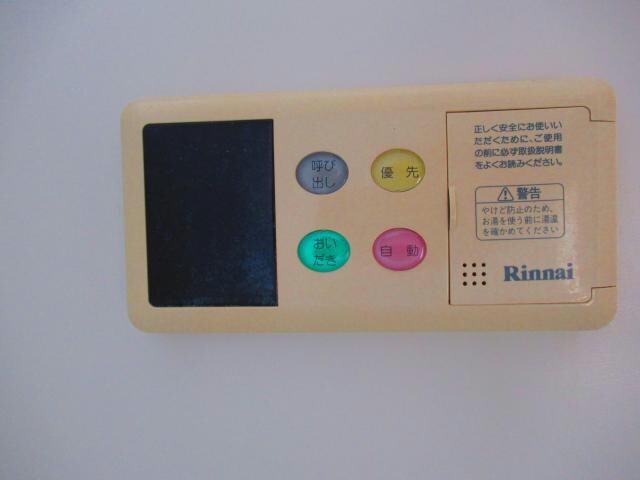 呼び
出し
優先
おい
だき
自動
正しく安全にお使いい
ただくために、ご使用
の前に必ず取扱説明書
をよくお読みください。
警告
やけど防止のため、
お湯を使う前に湯温
を確かめてください
Rinnai